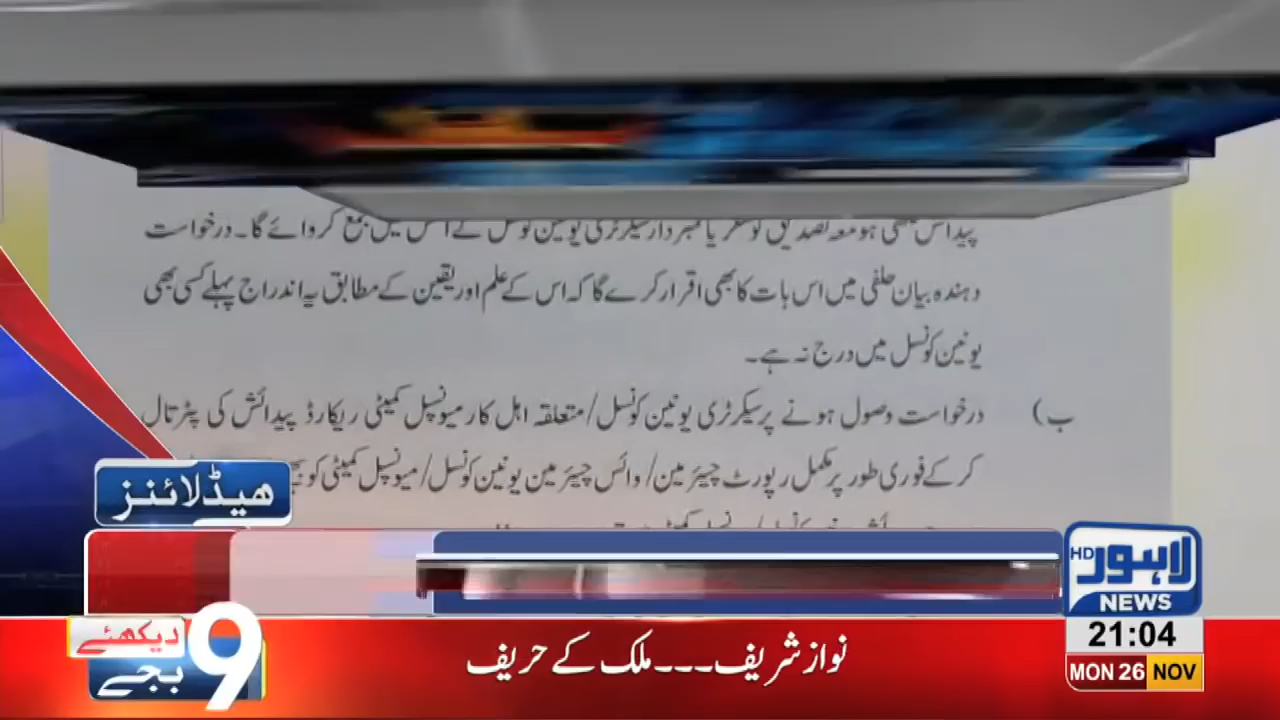 درخواست
دہندہ بیان حلفی میں اس بات کا بھی اقرار کرے گا کہ اس کے علم اور یقین کے مطابق یہ اندراج پہلے کسی بھی
یونین کونسل میں درج نہ ہے۔
ب) درخواست وصول ہونے پر سیکرٹری یونین کونسل/متعلقہ اہل کار میونسپل کمیٹی ریکارڈ پیدائش کی پڑتال
کر کے فوری طور پر مکمل رپورٹ چیئرمین/وائس چیئرمین یونین کونسل/میونسپل کمیٹی کو
ھیڈلائنز
HD لاہور
NEWS
21:04
MON 26 NOV
دیکھئے 9
بجے
نواز شریف۔۔۔ملک کے حریف